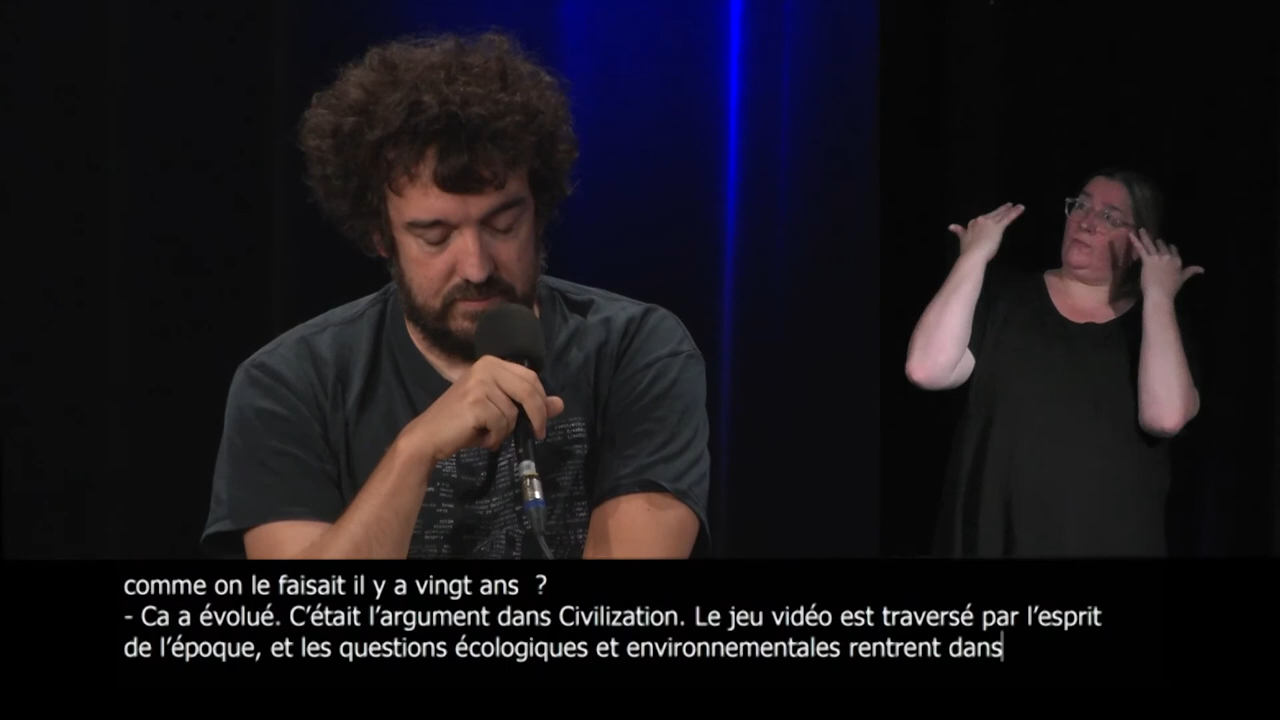 comme on le faisait il y a vingt ans  ?
- Ca a évolué. C’était l’argument dans Civilization. Le jeu vidéo est traversé par l’esprit
de l’époque, et les questions écologiques et environnementales rentrent dans